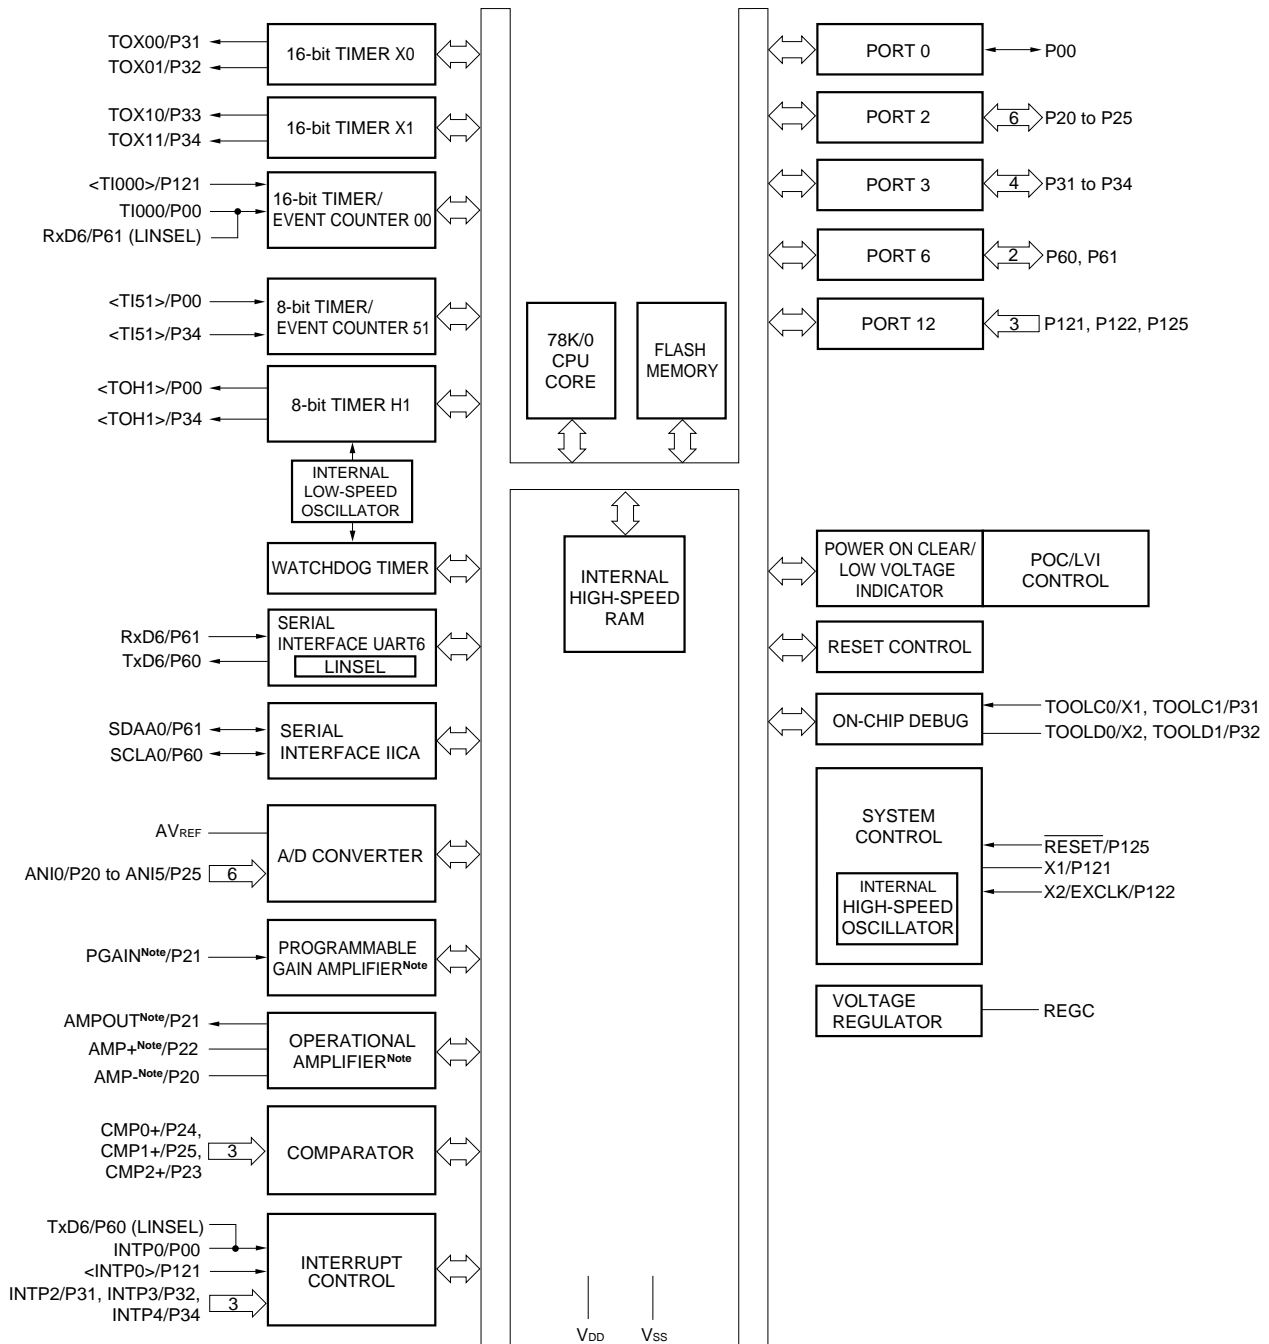 TOX00/P31
TOX01/P32
16-bit TIMER X0
TOX10/P33
TOX11/P34
16-bit TIMER X1
<TI000>/P121
TI000/P00
RxD6/P61 (LINSEL)
16-bit TIMER/
EVENT COUNTER 00
<TI51>/P00
<TI51>/P34
8-bit TIMER/
EVENT COUNTER 51
<TOH1>/P00
<TOH1>/P34
8-bit TIMER H1
INTERNAL
LOW-SPEED
OSCILLATOR
WATCHDOG TIMER
RxD6/P61
TxD6/P60
SERIAL
INTERFACE UART6
LINSEL
SDAA0/P61
SCLA0/P60
SERIAL
INTERFACE IICA
AVREF
ANI0/P20 to ANI5/P25
6
A/D CONVERTER
PGAINNote/P21
PROGRAMMABLE
GAIN AMPLIFIERNote
AMPOUTNote/P21
AMP+Note/P22
AMP-Note/P20
OPERATIONAL
AMPLIFIERNote
CMP0+/P24,
CMP1+/P25,
CMP2+/P23
3
COMPARATOR
TxD6/P60 (LINSEL)
INTP0/P00
<INTP0>/P121
INTP2/P31, INTP3/P32,
INTP4/P34
3
INTERRUPT
CONTROL
78K/0
CPU
CORE
FLASH
MEMORY
INTERNAL
HIGH-SPEED
RAM
VDD
VSS
PORT 0
P00
PORT 2
6
P20 to P25
PORT 3
4
P31 to P34
PORT 6
2
P60, P61
PORT 12
3
P121, P122, P125
POWER ON CLEAR/
LOW VOLTAGE
INDICATOR
POC/LVI
CONTROL
RESET CONTROL
ON-CHIP DEBUG
TOOLC0/X1, TOOLC1/P31
TOOLD0/X2, TOOLD1/P32
SYSTEM
CONTROL
INTERNAL
HIGH-SPEED
OSCILLATOR
RESET/P125
X1/P121
X2/EXCLK/P122
VOLTAGE
REGULATOR
REGC